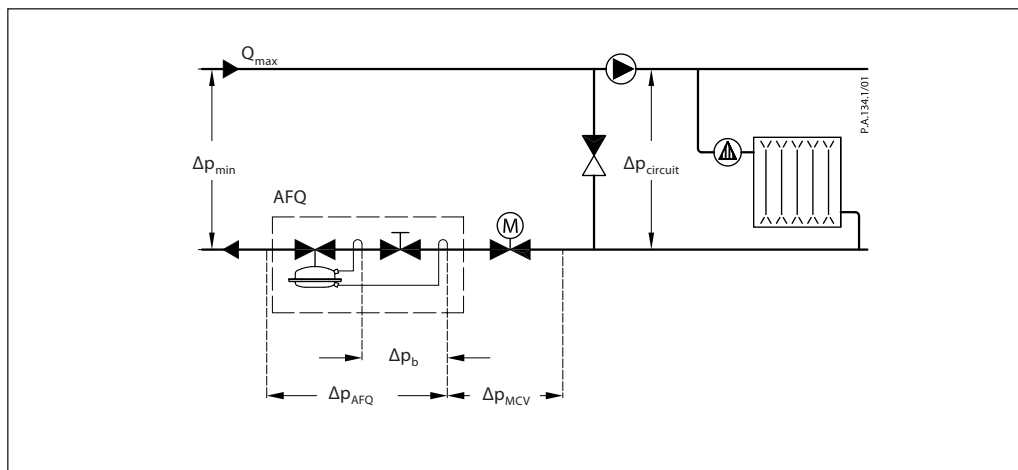 Qmax
P.A.134.1/01
Δpmin
Δpcircuit
AFQ
M
Δpb
ΔpAFQ
ΔpMCV